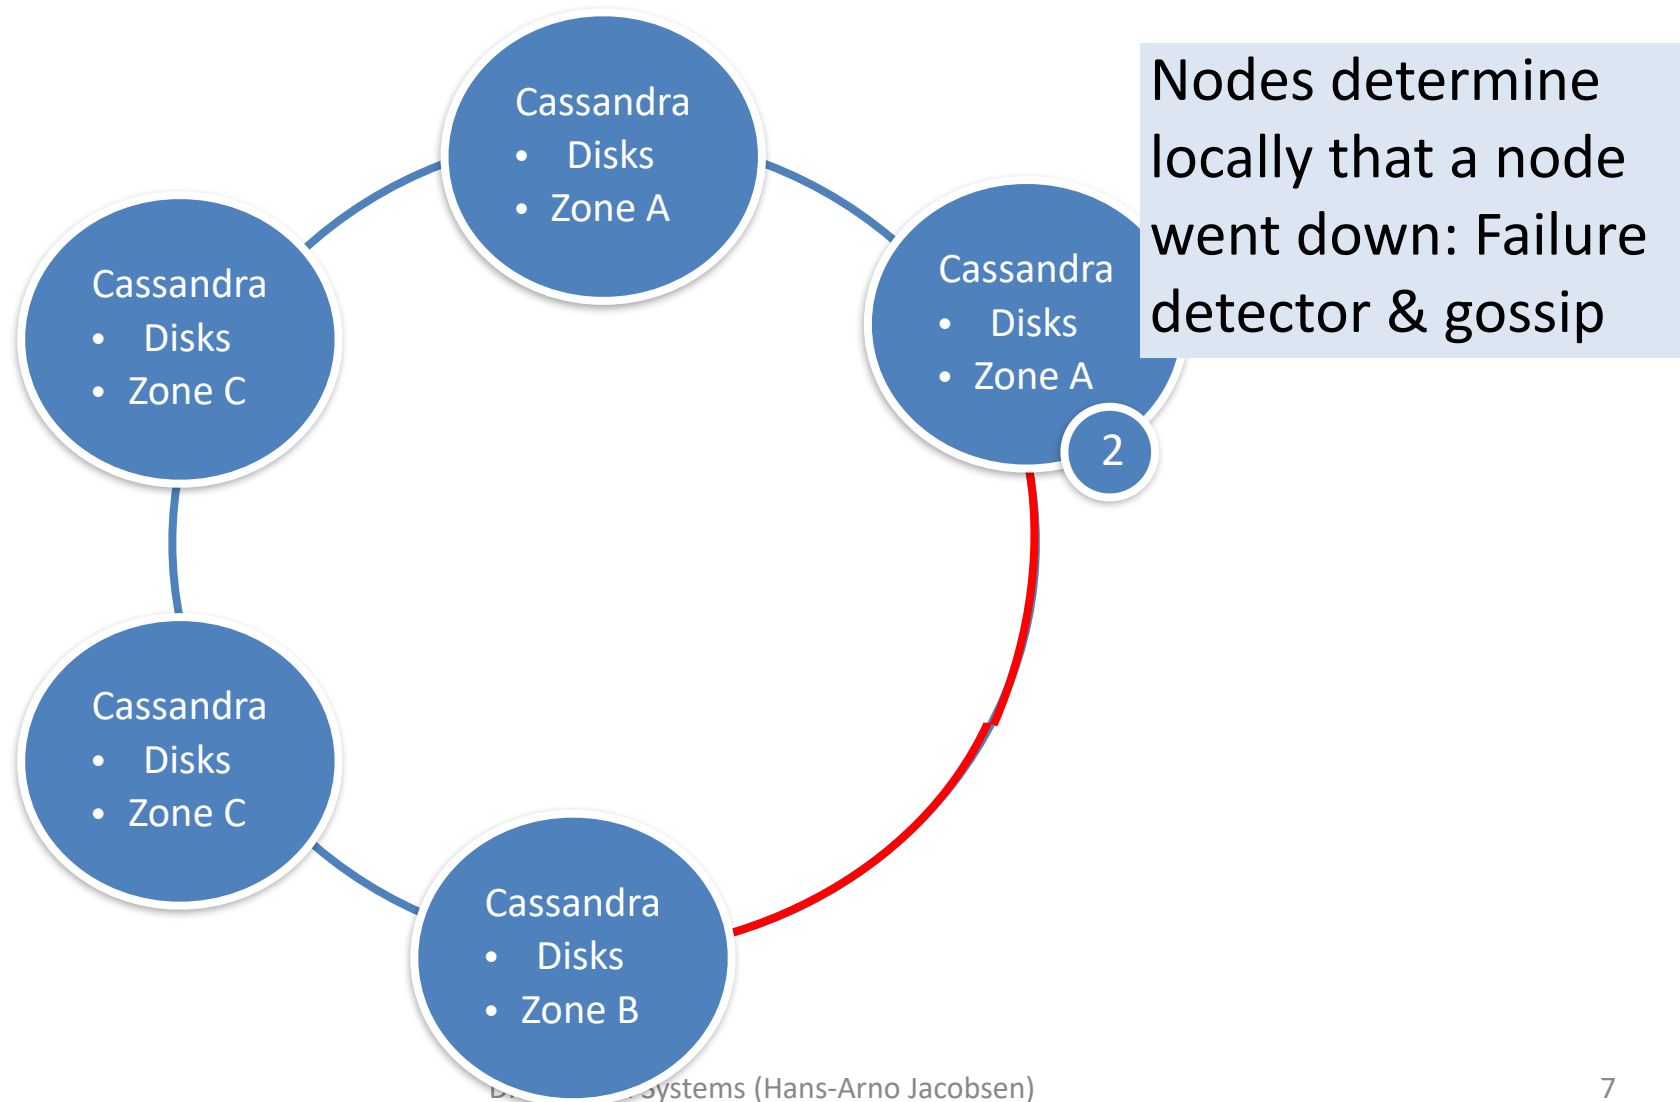 Cassandra
• Disks
• Zone A
Nodes determine
locally that a node
went down: Failure
detector & gossip
Cassandra
• Disks
• Zone A
2
Cassandra
• Disks
• Zone C
Cassandra
• Disks
• Zone C
Cassandra
• Disks
• Zone B
Systems (Hans-Arno Jacobsen)
7